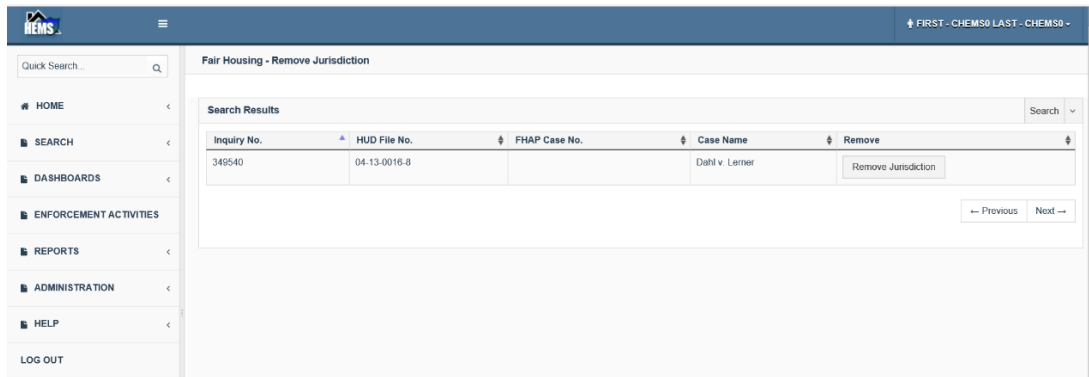 HEMS
FIRST - CHEMS0 LAST - CHEMS0
Quick Search...
Fair Housing - Remove Jurisdiction
HOME
SEARCH
DASHBOARDS
ENFORCEMENT ACTIVITIES
REPORTS
ADMINISTRATION
HELP
LOG OUT
Search Results
Search
Inquiry No. HUD File No. FHAP Case No. Case Name Remove
349540 04-13-0016-8 Dahl v. Lerner Remove Jurisdiction
← Previous Next →